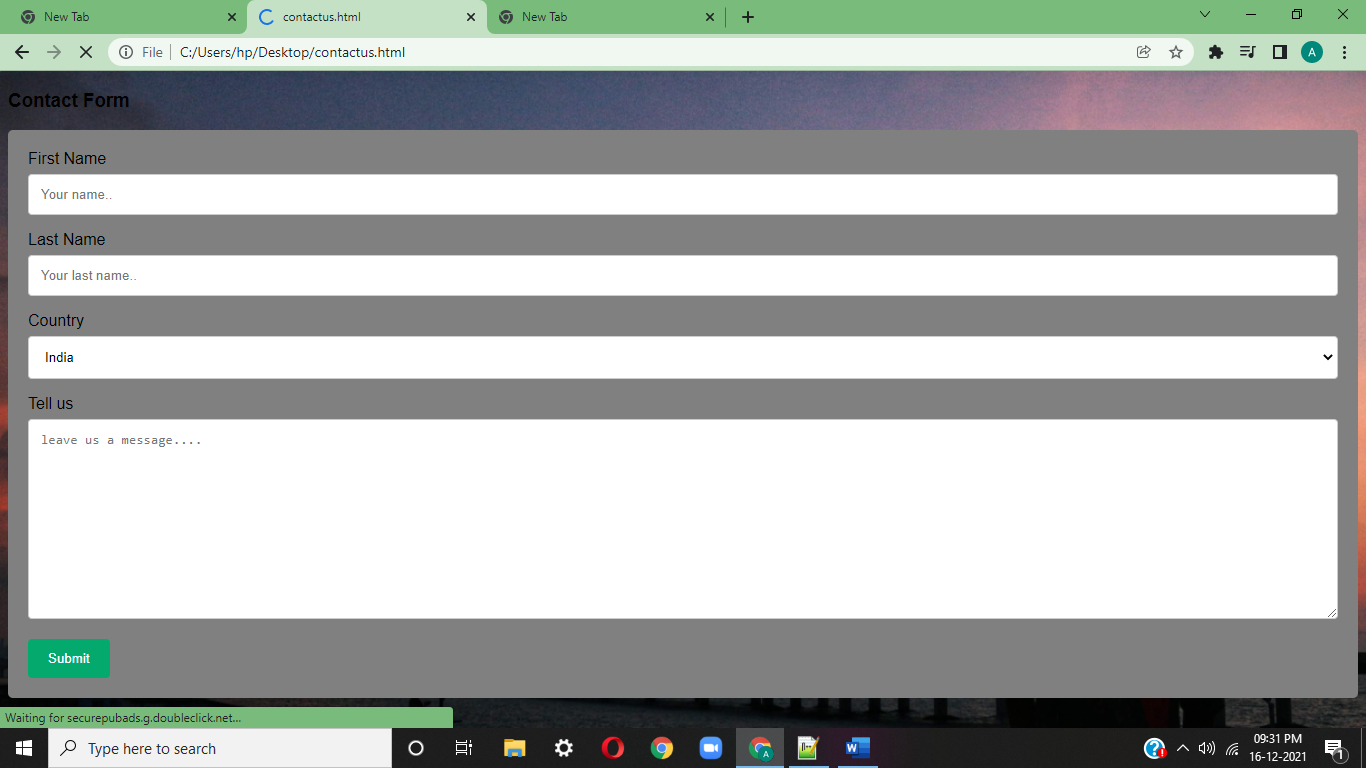 New Tab
contactus.html
New Tab
File
C:/Users/hp/Desktop/contactus.html
A
Contact Form
First Name
Your name..
Last Name
Your last name..
Country
India
Tell us
leave us a message....
Submit
Waiting for securepubads.g.doubleclick.net...
Type here to search
A
W
09:31 PM
16-12-2021
1